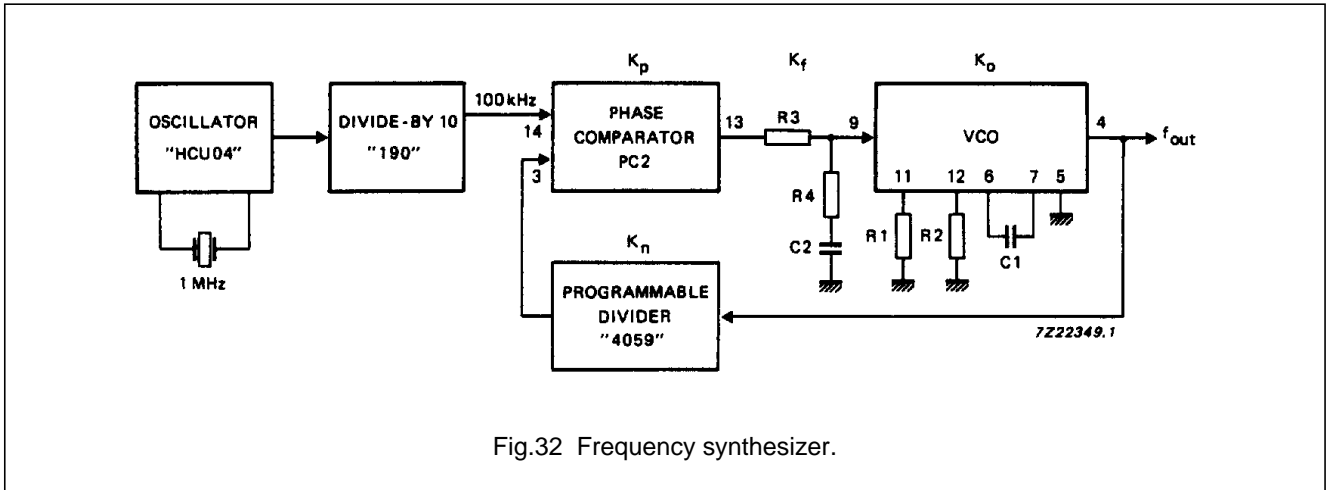 Kp
Kf
Ko
OSCILLATOR
"HCU04"
1 MHz
DIVIDE-BY 10
"190"
100 kHz
14
3
PHASE
COMPARATOR
PC2
13
R3
9
R4
C2
VCO
11
12
6
7
5
4
fout
R1
R2
C1
Kn
PROGRAMMABLE
DIVIDER
"4059"
7Z22349.1
Fig.32 Frequency synthesizer.